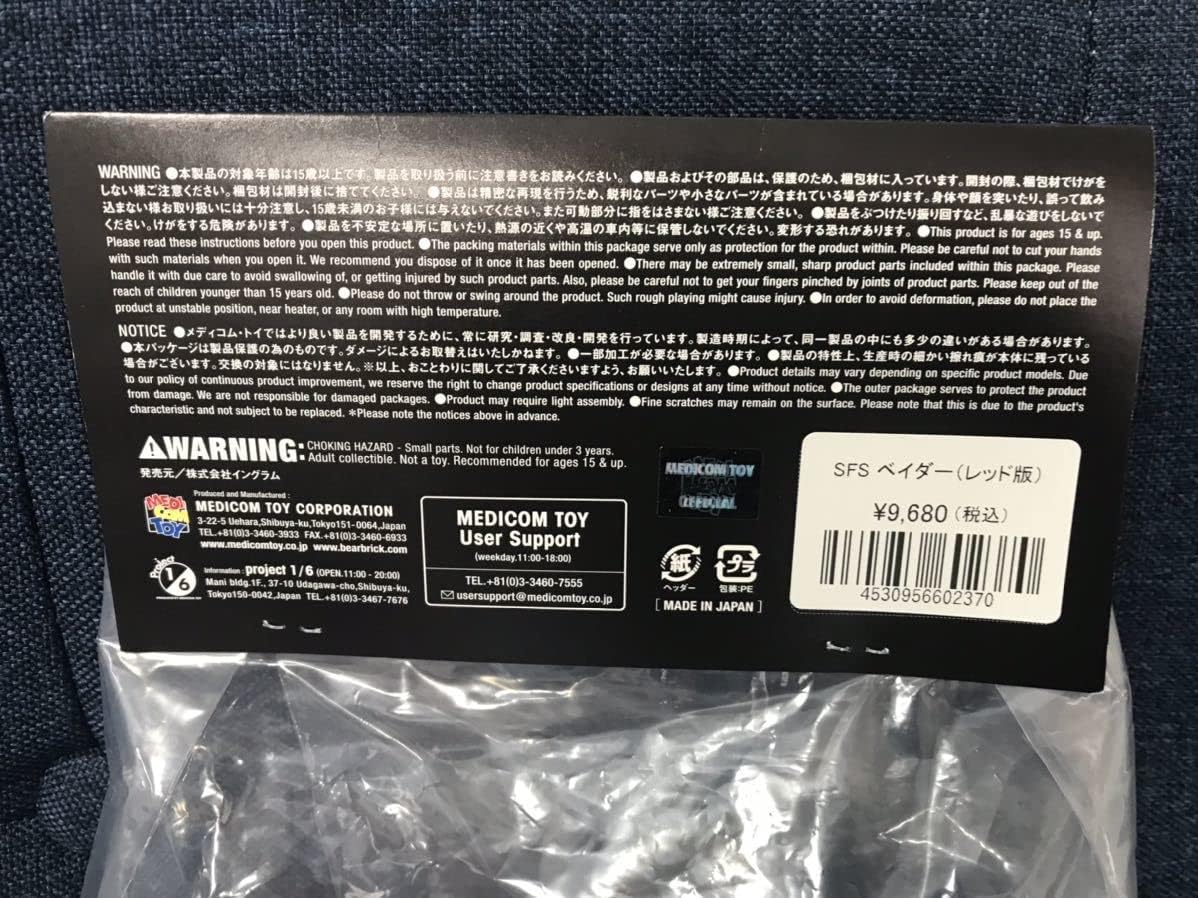 WARNING ●本製品の対象年齢は15歳以上です。製品を取り扱う前に注意書きをお読みください。 ●製品およびその部品は、保護のため、梱包材に入っています。開封の際、梱包材でけがを
しない様ご注意ください。梱包材は開封後に捨ててください。 ●製品は精密な再現を行うため、鋭利なパーツや小さなパーツが含まれている場合があります。身体や顔を突いたり、誤って飲み
込まない様お取り扱いには十分注意し、15歳未満のお子様には与えないでください。また可動部分に指をはさまない様ご注意ください。 ●製品をぶつけたり振り回すなど、乱暴な遊びをしないで
ください。けがをする危険があります。 ●製品を不安定な場所に置いたり、熱源の近くや高温の車内等に保管しないでください。変形する恐れがあります。 ●This product is for ages 15 & up.
Please read these instructions before you open this product. ●The packing materials within this package serve only as protection for the product within. Please be careful not to cut your hands
with such materials when you open it. We recommend you dispose of it once it has been opened. ●There may be extremely small, sharp product parts included within this package. Please
handle it with due care to avoid swallowing of, or getting injured by such product parts. Also, please be careful not to get your fingers pinched by joints of product parts. Please keep out of the
reach of children younger than 15 years old. ●Please do not throw or swing around the product. Such rough playing might cause injury. ●In order to avoid deformation, please do not place the
product at unstable position, near heater, or any room with high temperature.
NOTICE ●メディコム・トイではより良い製品を開発するために、常に研究・調査・改良・開発を行っています。製造時期によって、同一製品の中にも多少の違いがある場合があります。
●本パッケージは製品保護の為のものです。ダメージによるお取替えはいたしかねます。 ●一部加工が必要な場合があります。 ●製品の特性上、生産時の細かい擦れ痕が本体に残っている
場合がございます。交換の対象にはなりません。※以上、おことわりに関してご了承くださいますよう、お願いいたします。 ●Product details may vary depending on specific product models. Due
to our policy of continuous product improvement, we reserve the right to change product specifications or designs at any time without notice. ●The outer package serves to protect the product
from damage. We are not responsible for damaged packages. ●Product may require light assembly. ●Fine scratches may remain on the surface. Please note that this is due to the product's
characteristic and not subject to be replaced. ＊Please note the notices above in advance.
WARNING: CHOKING HAZARD - Small parts. Not for children under 3 years.
Adult collectible. Not a toy. Recommended for ages 15 & up.
発売元／株式会社イングラム
MEDI COM TOY
Produced and Manufactured :
MEDICOM TOY CORPORATION
3-22-5 Uehara,Shibuya-ku,Tokyo151-0064,Japan
TEL.+81(0)3-3460-3933 FAX.+81(0)3-3460-6933
www.medicomtoy.co.jp www.bearbrick.com
Project 1/6
Information : project 1/6 (OPEN.11:00 - 20:00)
Mani bldg.1F., 37-10 Udagawa-cho,Shibuya-ku,
Tokyo150-0042,Japan TEL.+81(0)3-3467-7676
MEDICOM TOY
User Support
(weekday.11:00-18:00)
TEL.+81(0)3-3460-7555
usersupport@medicomtoy.co.jp
MEDICOM TOY
OFFICIAL
紙
ヘッダー
プラ
包装:PE
[ MADE IN JAPAN ]
SFS ベイダー(レッド版)
¥9,680(税込)
4530956602370